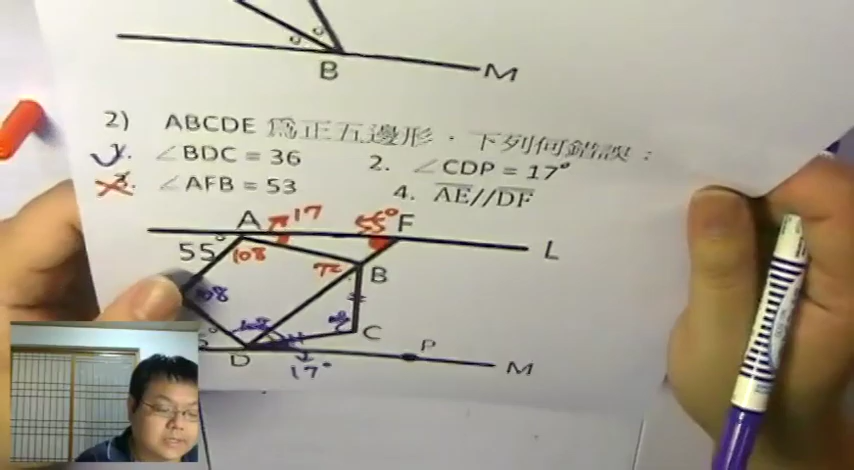 B
M
2) ABCDE 為正五邊形，下列何錯誤：
1. ∠BDC = 36
2. ∠CDP = 17°
3. ∠AFB = 53
4. AE//DF
A
17
55°
F
55°
108
L
72
B
108
108
C
D
P
17°
M